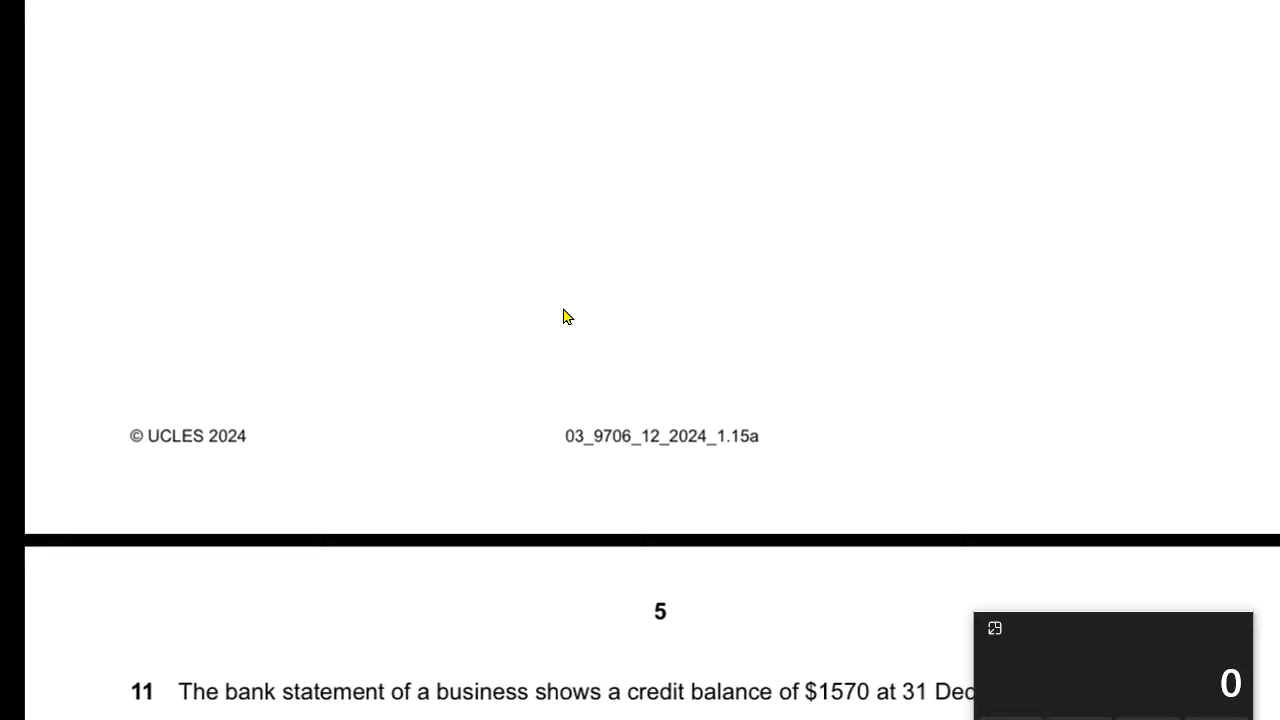 © UCLES 2024 03_9706_12_2024_1.15a
5
11 The bank statement of a business shows a credit balance of $1570 at 31 Dec
0